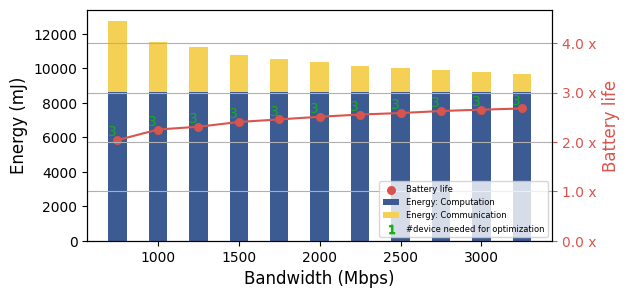 12000
10000
8000
6000
4000
2000
0
Energy (mJ)
1000
1500
2000
2500
3000
Bandwidth (Mbps)
4.0 x
3.0 x
2.0 x
1.0 x
0.0 x
Battery life
3 3 3 3 3 3 3 3 3 3 3
Battery life
Energy: Computation
Energy: Communication
1 #device needed for optimization